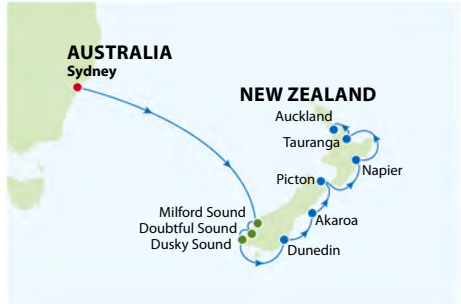 AUSTRALIA
Sydney
NEW ZEALAND
Auckland
Tauranga
Napier
Picton
Milford Sound
Doubtful Sound
Dusky Sound
Akaroa
Dunedin